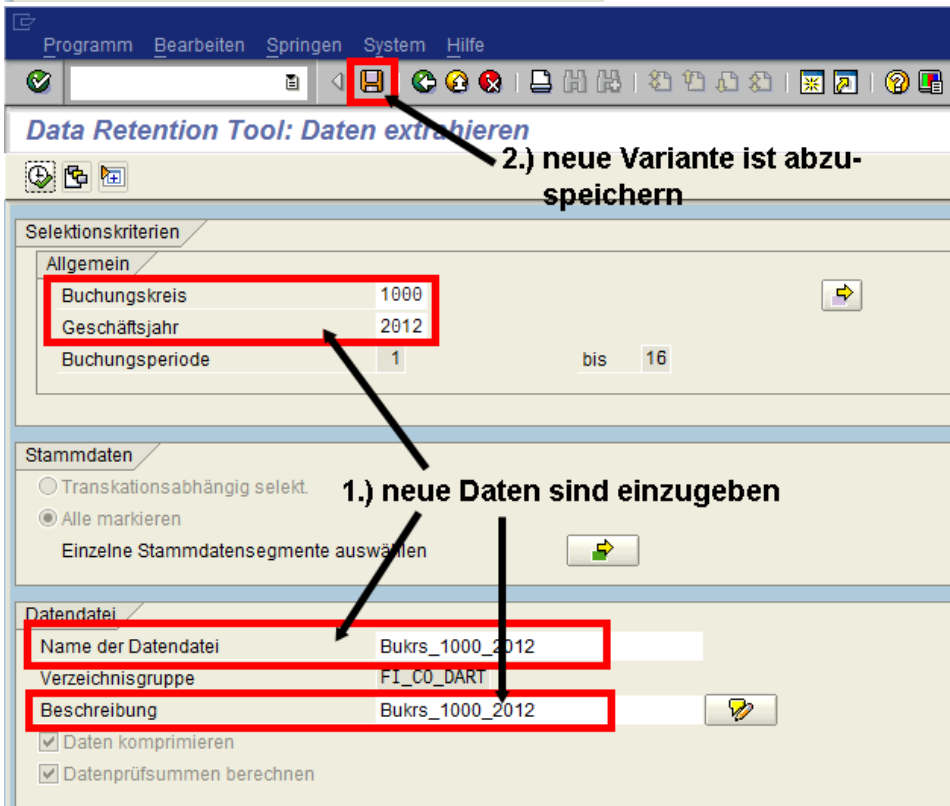 Programm Bearbeiten Springen System Hilfe
Data Retention Tool: Daten extrahieren
2.) neue Variante ist abzu-
speichern
Selektionskriterien
Allgemein
Buchungskreis 1000
Geschäftsjahr 2012
Buchungsperiode 1 bis 16
Stammdaten
Transkationsabhängig selekt.
1.) neue Daten sind einzugeben
Alle markieren
Einzelne Stammdatensegmente auswählen
Datendatei
Name der Datendatei Bukrs_1000_2012
Verzeichnisgruppe FI_CO_DART
Beschreibung Bukrs_1000_2012
Daten komprimieren
Datenprüfsummen berechnen